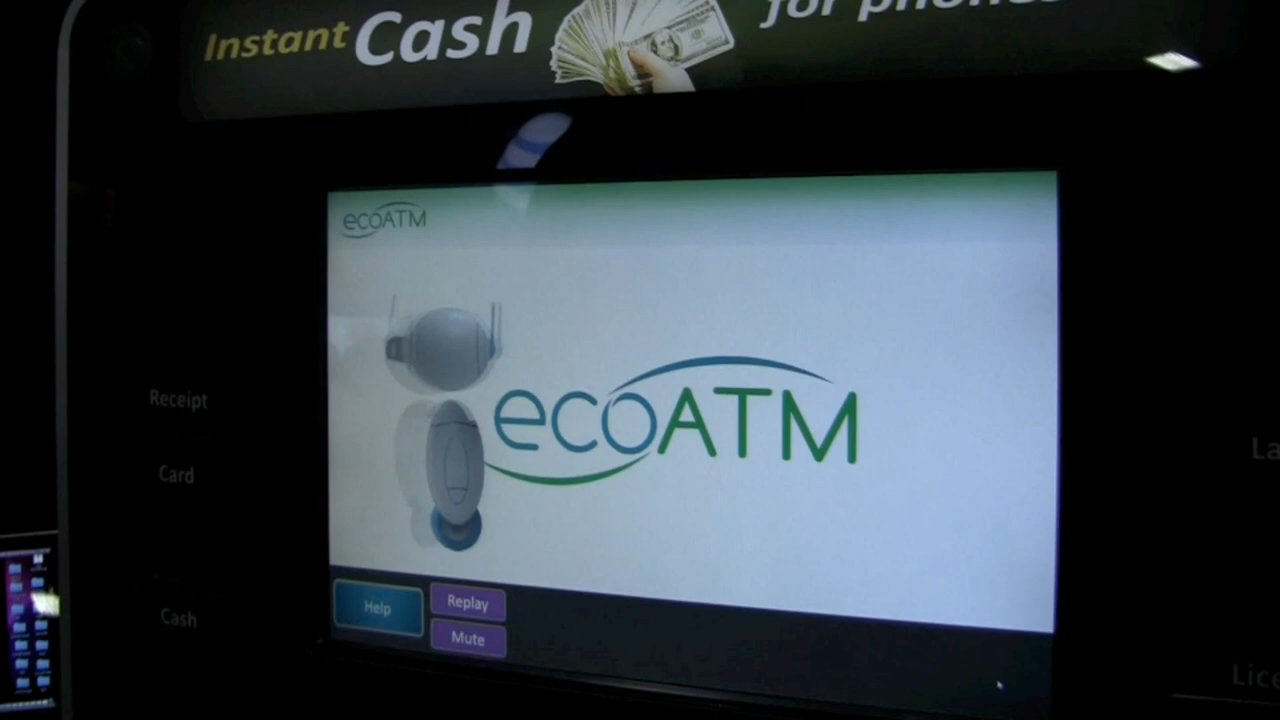 Instant Cash for phones
ecoATM
ecoATM
Receipt
Card
Cash
Help
Replay
Mute